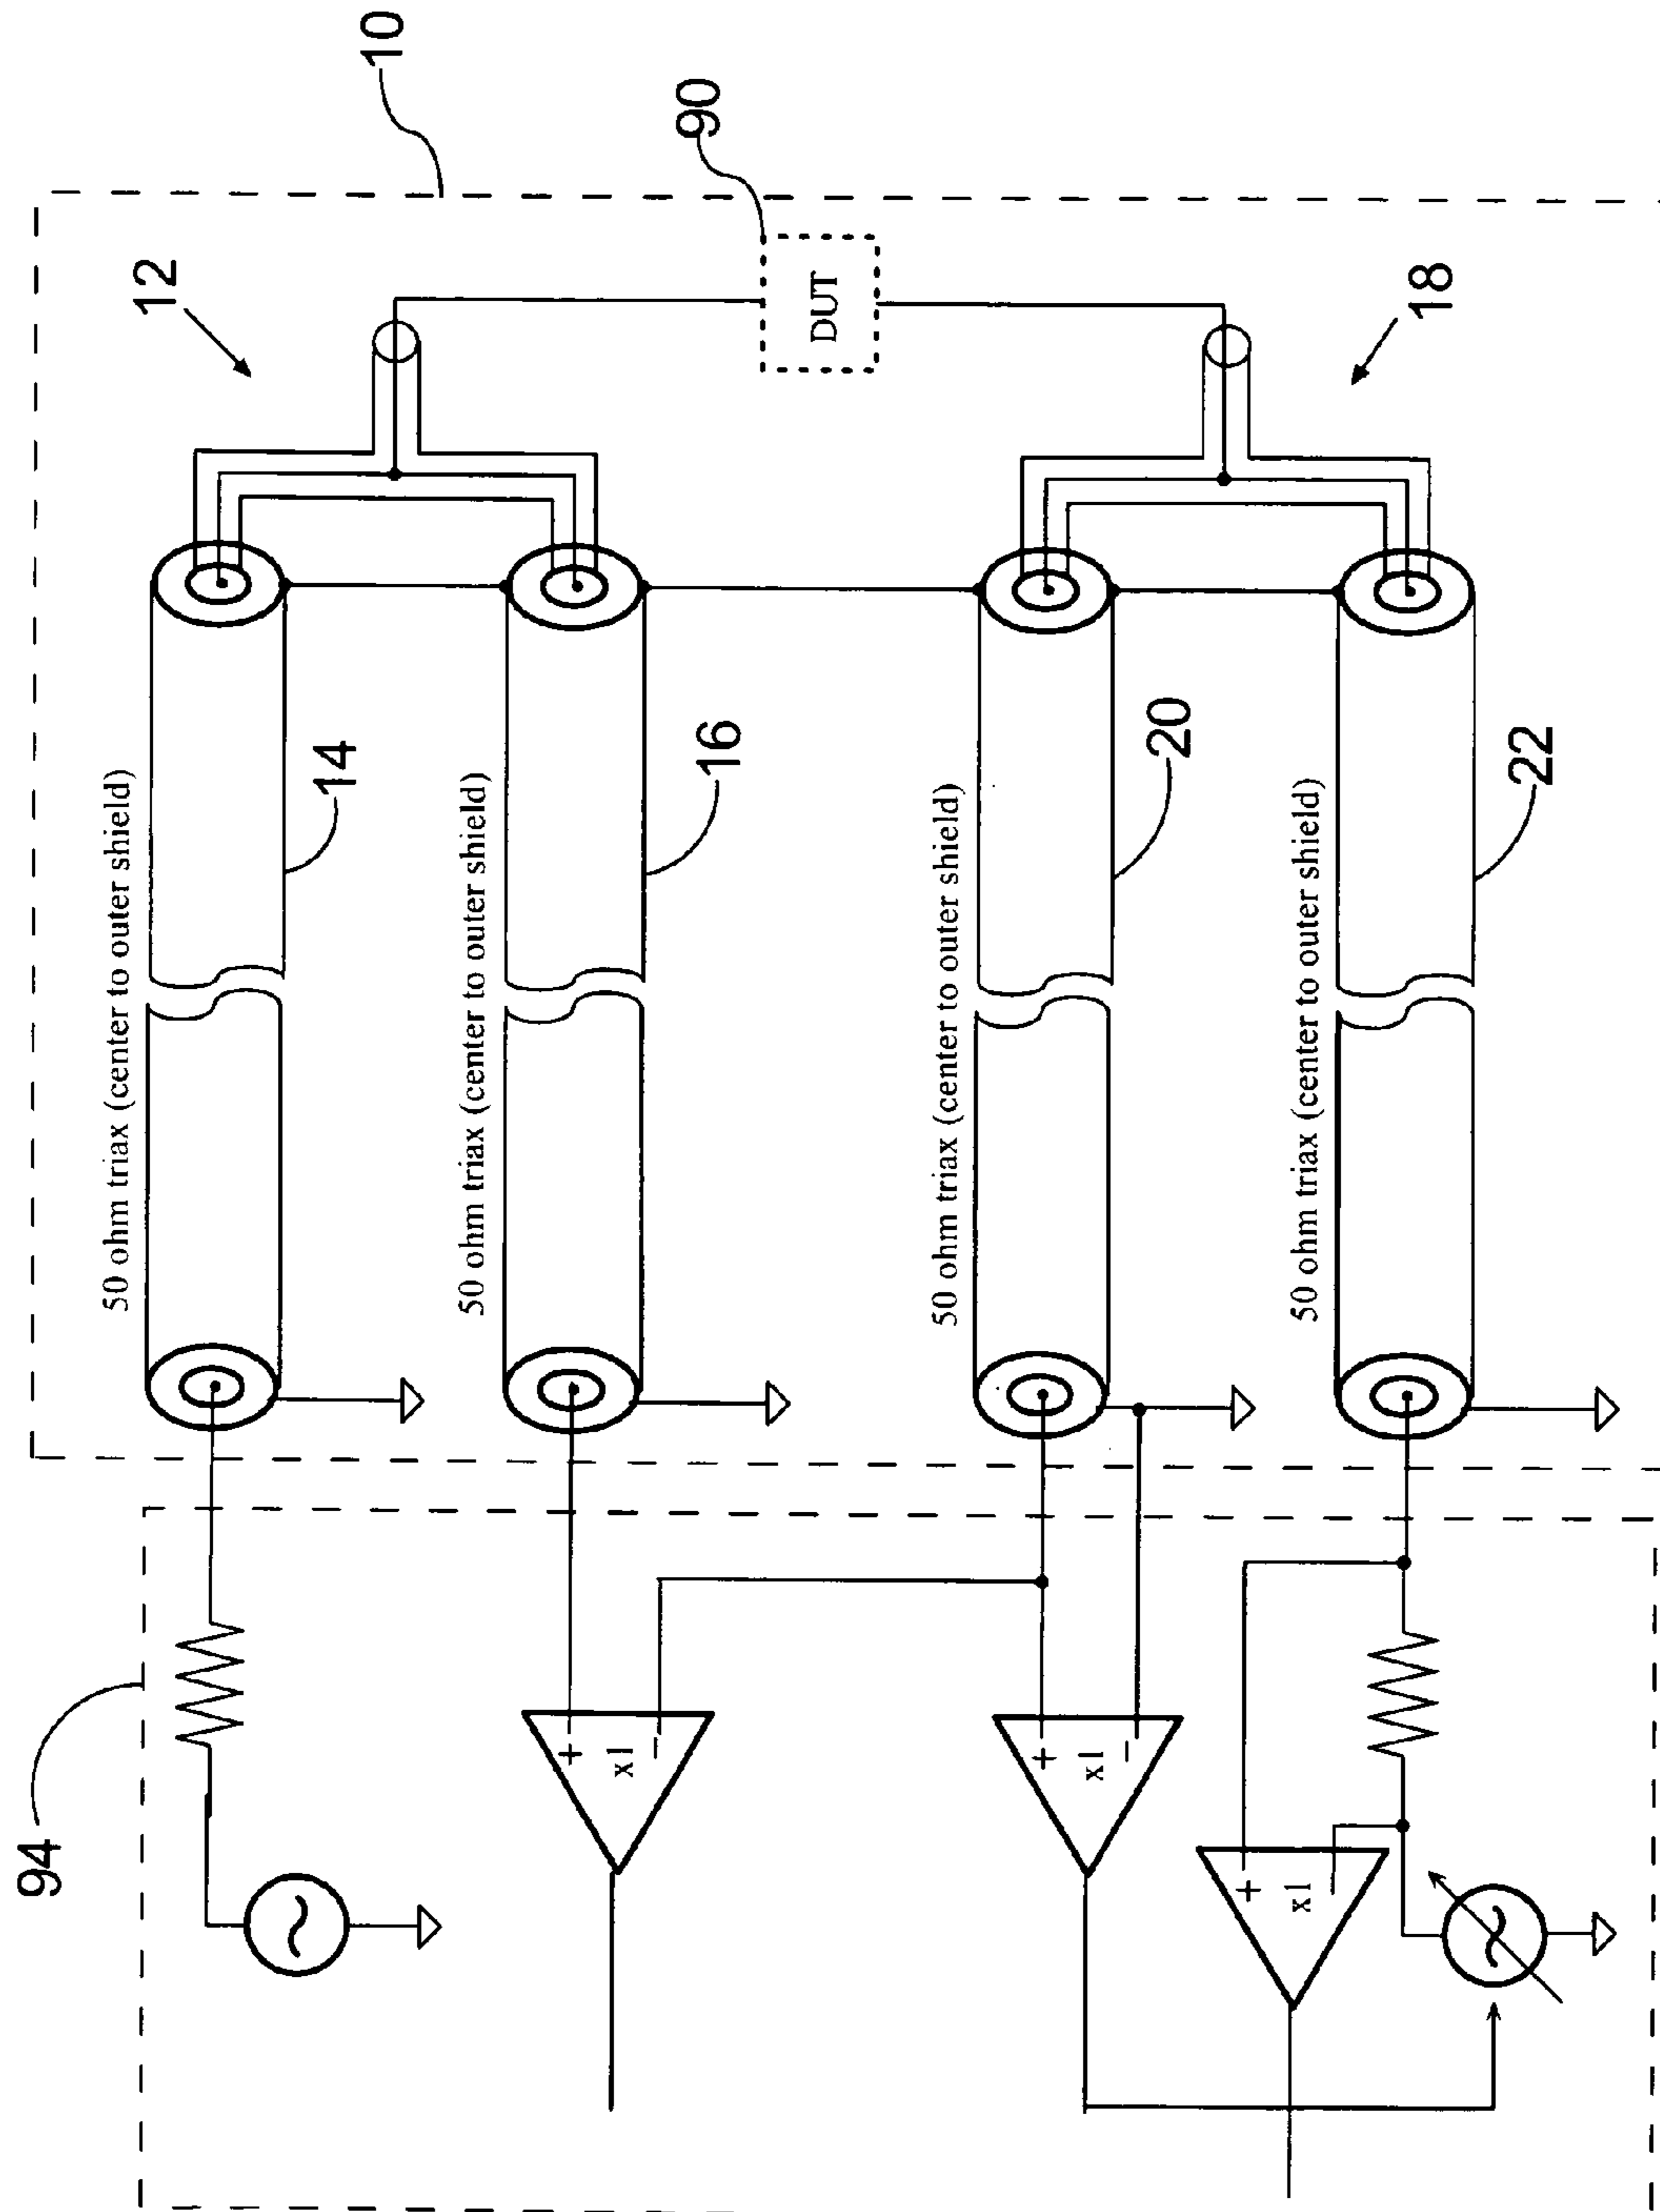 10
90
12
DUT
18
50 ohm triax (center to outer shield)
14
50 ohm triax (center to outer shield)
16
50 ohm triax (center to outer shield)
20
50 ohm triax (center to outer shield)
22
94
+
x1
−
+
x1
−
+
x1
−